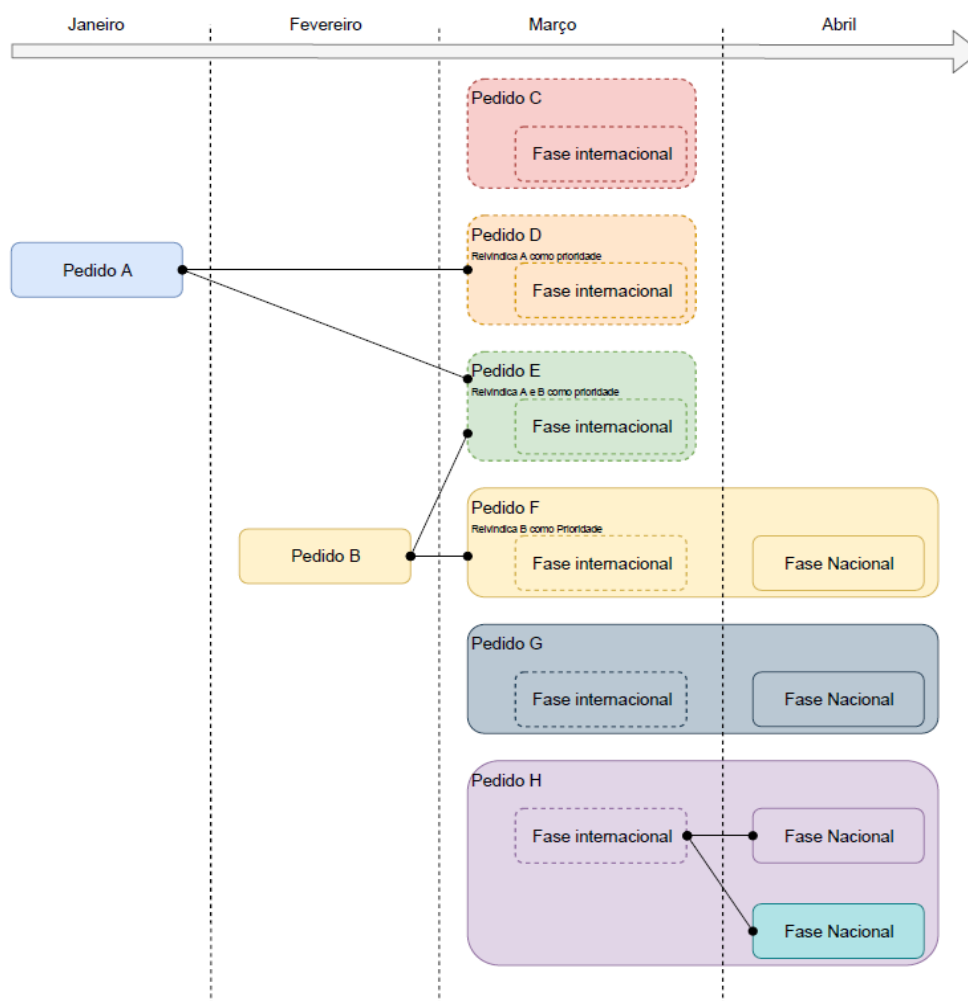 Janeiro
Fevereiro
Março
Abril
Pedido C
Fase internacional
Pedido D
Reivindica A como prioridade
Fase internacional
Pedido A
Pedido E
Reivindica A e B como prioridade
Fase internacional
Pedido F
Reivindica B como Prioridade
Fase internacional
Fase Nacional
Pedido B
Pedido G
Fase internacional
Fase Nacional
Pedido H
Fase internacional
Fase Nacional
Fase Nacional